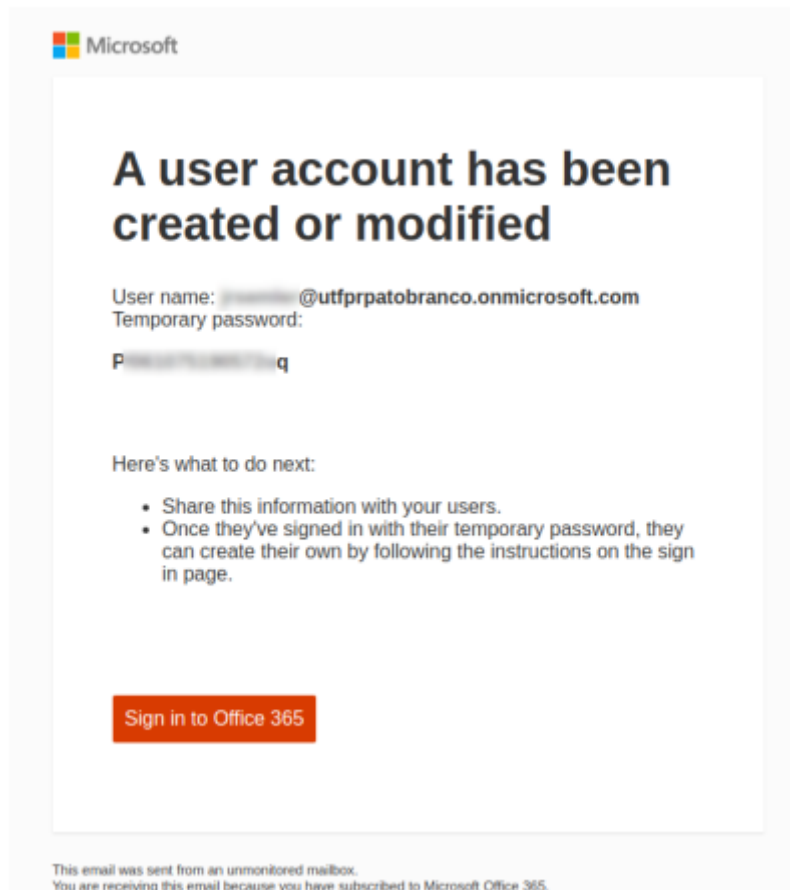 Microsoft
A user account has been
created or modified
User name: @utfprpatobranco.onmicrosoft.com
Temporary password:
P q
Here's what to do next:
• Share this information with your users.
• Once they've signed in with their temporary password, they
can create their own by following the instructions on the sign
in page.
Sign in to Office 365
This email was sent from an unmonitored mailbox.
You are receiving this email because you have subscribed to Microsoft Office 365.